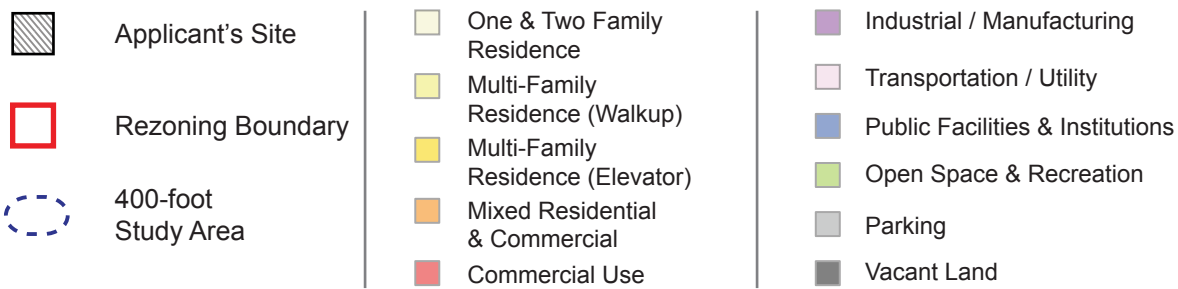 Applicant's Site
Rezoning Boundary
400-foot
Study Area
One & Two Family
Residence
Multi-Family
Residence (Walkup)
Multi-Family
Residence (Elevator)
Mixed Residential
& Commercial
Commercial Use
Industrial / Manufacturing
Transportation / Utility
Public Facilities & Institutions
Open Space & Recreation
Parking
Vacant Land